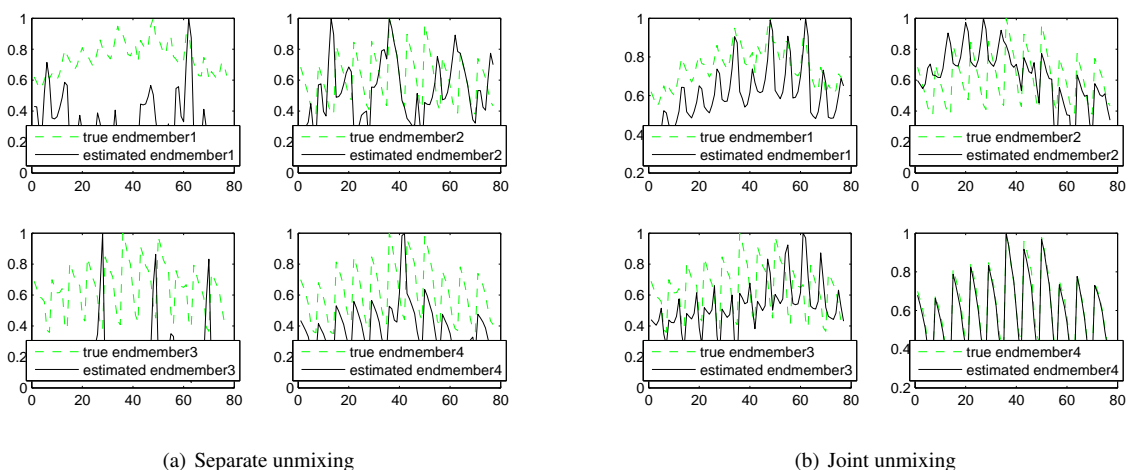 1
0.8
0.6
0.4
0.2
0
0 20 40 60 80
true endmember1
estimated endmember1
1
0.8
0.6
0.4
0.2
0
0 20 40 60 80
true endmember2
estimated endmember2
1
0.8
0.6
0.4
0.2
0
0 20 40 60 80
true endmember3
estimated endmember3
1
0.8
0.6
0.4
0.2
0
0 20 40 60 80
true endmember4
estimated endmember4
(a) Separate unmixing
1
0.8
0.6
0.4
0.2
0 20 40 60 80
true endmember1
estimated endmember1
1
0.8
0.6
0.4
0.2
0
0 20 40 60 80
true endmember2
estimated endmember2
1
0.8
0.6
0.4
0.2
0
0 20 40 60 80
true endmember3
estimated endmember3
1
0.8
0.6
0.4
0.2
0 20 40 60 80
true endmember4
estimated endmember4
(b) Joint unmixing